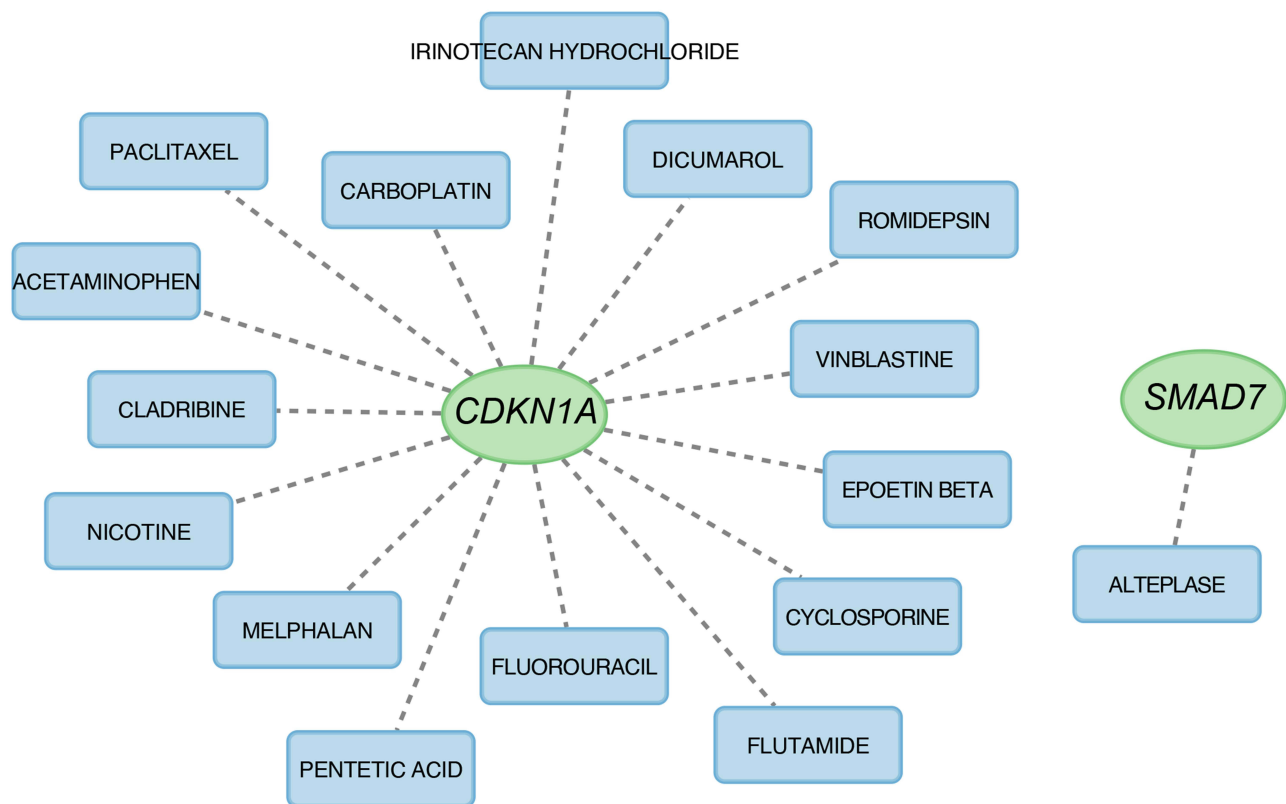 IRINOTECAN HYDROCHLORIDE
PACLITAXEL
DICUMAROL
CARBOPLATIN
ROMIDEPSIN
ACETAMINOPHEN
VINBLASTINE
CLADRIBINE
CDKN1A
SMAD7
EPOETIN BETA
NICOTINE
ALTEPLASE
MELPHALAN
CYCLOSPORINE
FLUOROURACIL
FLUTAMIDE
PENTETIC ACID